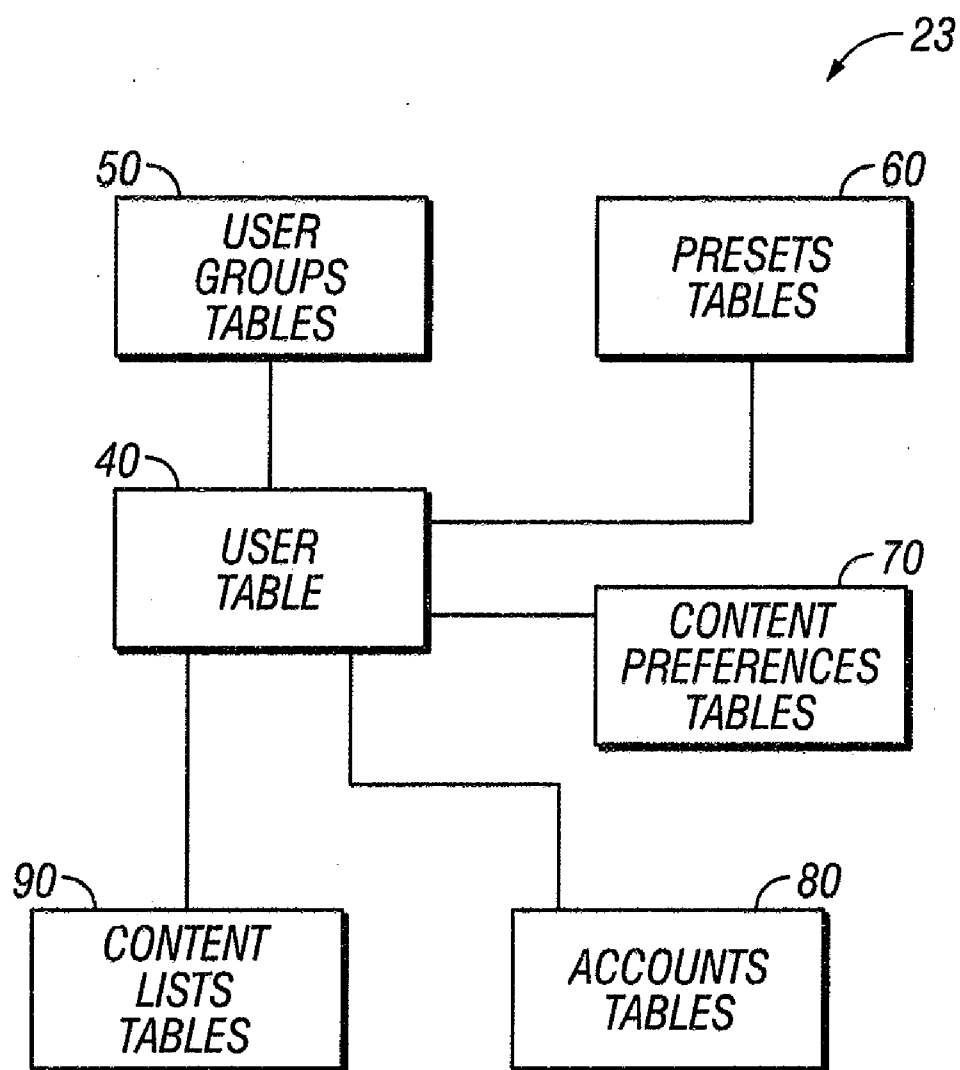 23
50
USER
GROUPS
TABLES
60
PRESETS
TABLES
40
USER
TABLE
70
CONTENT
PREFERENCES
TABLES
90
CONTENT
LISTS
TABLES
80
ACCOUNTS
TABLES